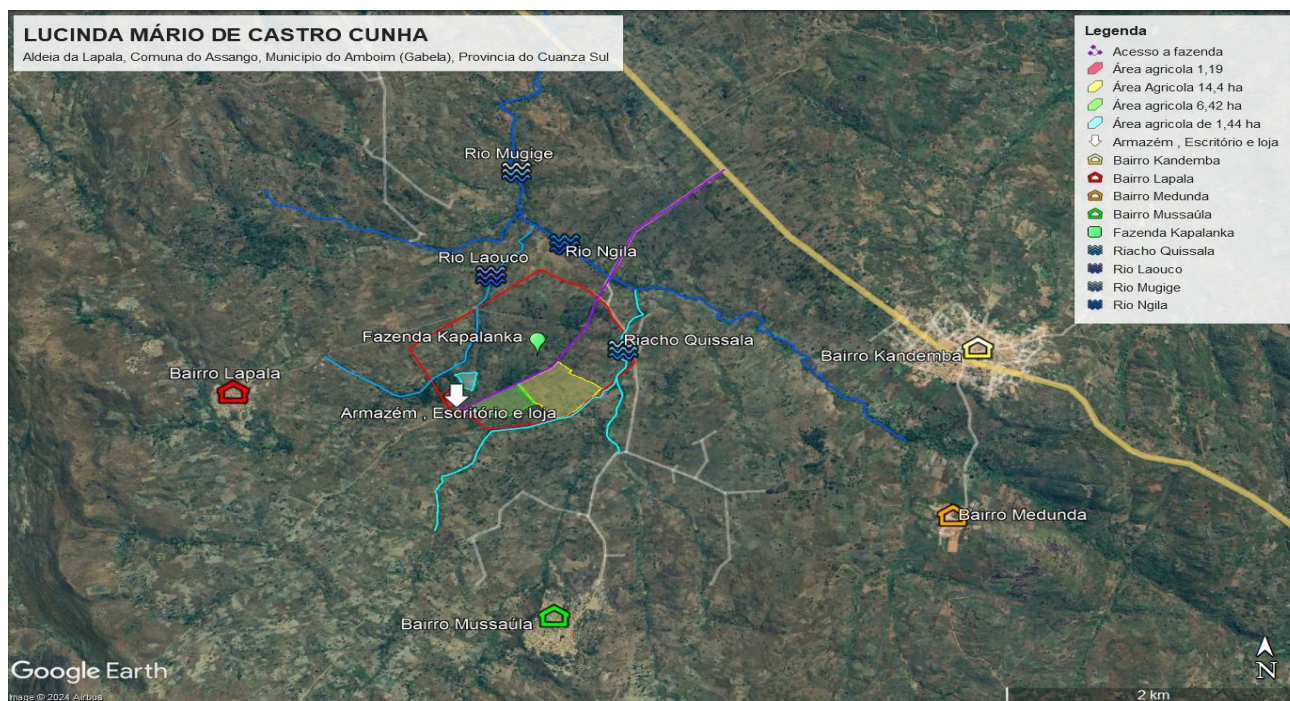 LUCINDA MÁRIO DE CASTRO CUNHA
Aldeia da Lapala, Comuna do Assango, Municipio do Amboim (Gabela), Provincia do Cuanza Sul
Legenda
Acesso a fazenda
Área agricola 1,19
Área Agricola 14,4 ha
Área agricola 6,42 ha
Área agricola de 1,44 ha
Armazém , Escritório e loja
Bairro Kandemba
Bairro Lapala
Bairro Medunda
Bairro Mussaúla
Fazenda Kapalanka
Riacho Quissala
Rio Laouco
Rio Mugige
Rio Ngila
Rio Mugige
Rio Ngila
Rio Laouco
Fazenda Kapalanka
Riacho Quissala
Bairro Kandemba
Bairro Lapala
Armazém , Escritório e loja
Bairro Medunda
Bairro Mussaúla
Google Earth
Image © 2024 Airbus
N
2 km